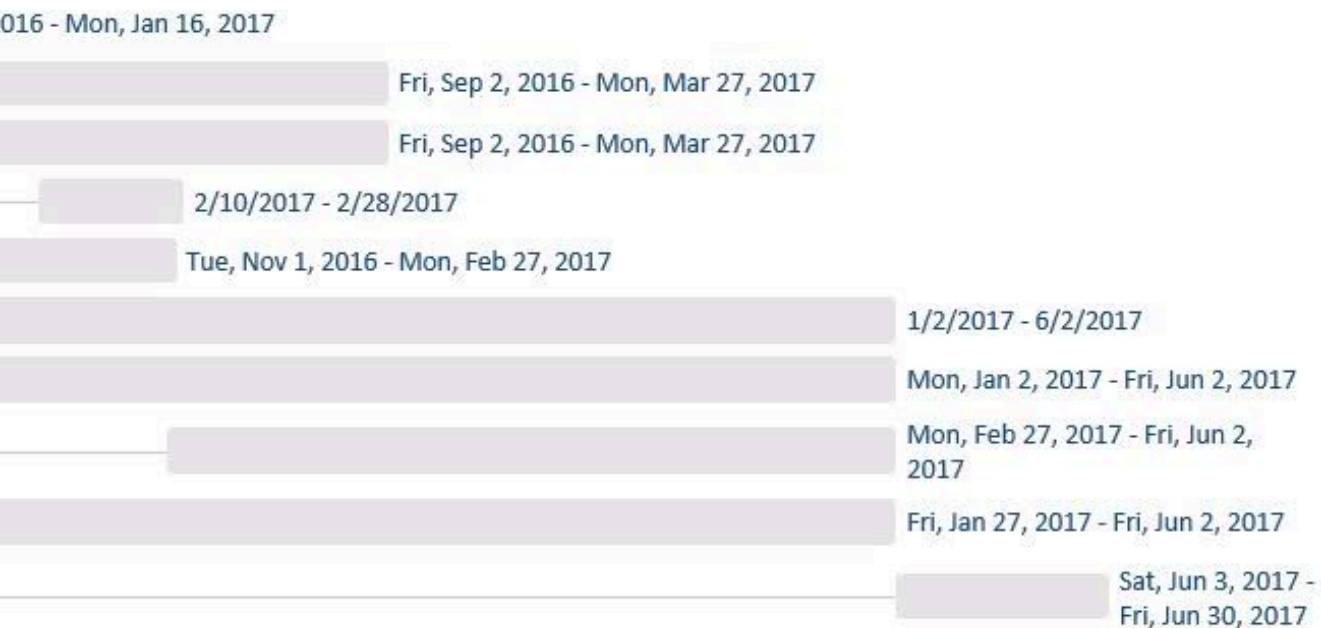 016 - Mon, Jan 16, 2017
Fri, Sep 2, 2016 - Mon, Mar 27, 2017
Fri, Sep 2, 2016 - Mon, Mar 27, 2017
2/10/2017 - 2/28/2017
Tue, Nov 1, 2016 - Mon, Feb 27, 2017
1/2/2017 - 6/2/2017
Mon, Jan 2, 2017 - Fri, Jun 2, 2017
Mon, Feb 27, 2017 - Fri, Jun 2,
2017
Fri, Jan 27, 2017 - Fri, Jun 2, 2017
Sat, Jun 3, 2017 -
Fri, Jun 30, 2017